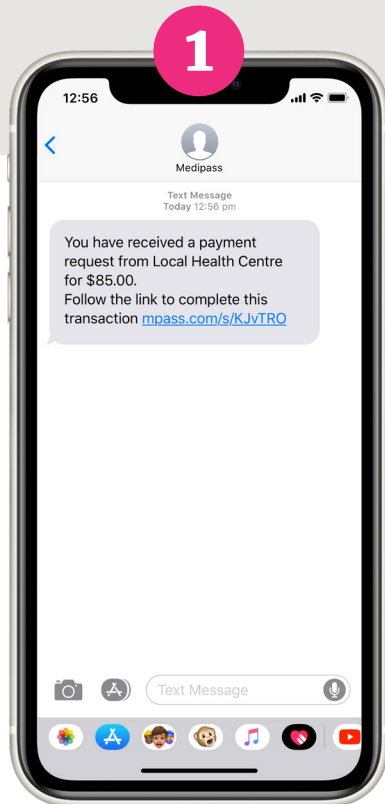 1
12:56
Medipass
Text Message
Today 12:56 pm
You have received a payment
request from Local Health Centre
for $85.00.
Follow the link to complete this
transaction mpass.com/s/KJvTRO
Text Message